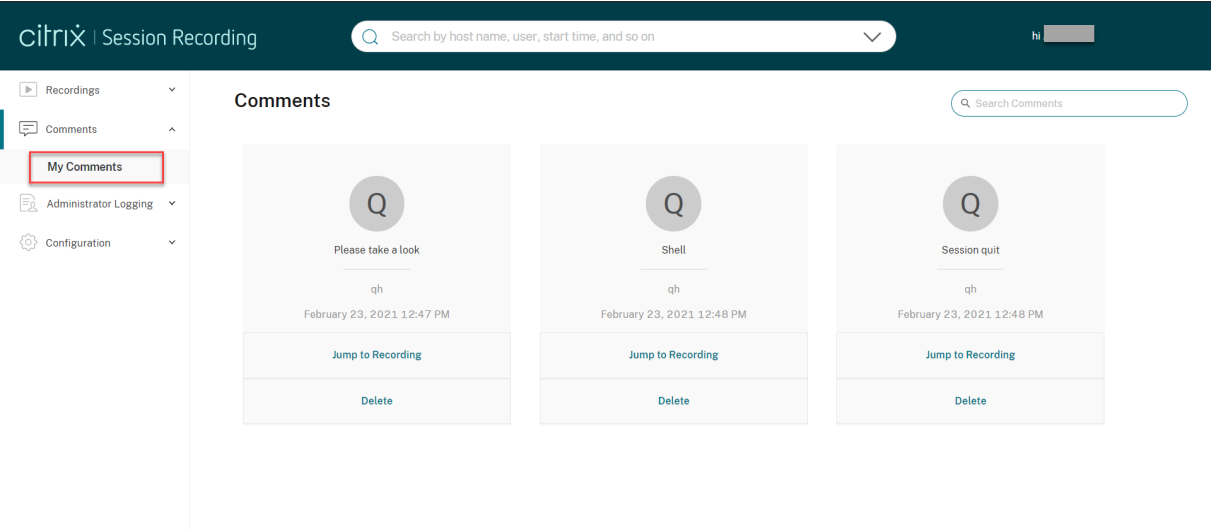 citrix | Session Recording
Search by host name, user, start time, and so on
hi
Recordings
Comments
My Comments
Administrator Logging
Configuration
Comments
Search Comments
Q
Please take a look
qh
February 23, 2021 12:47 PM
Jump to Recording
Delete
Q
Shell
qh
February 23, 2021 12:48 PM
Jump to Recording
Delete
Q
Session quit
qh
February 23, 2021 12:48 PM
Jump to Recording
Delete